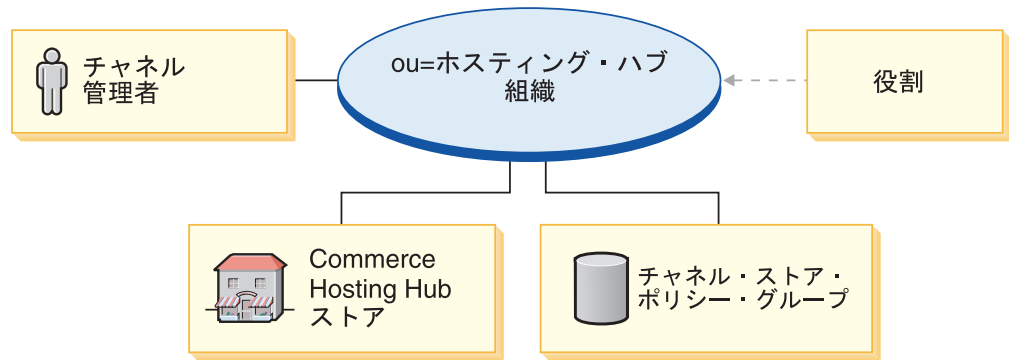 チャネル
管理者
ou=ホスティング・ハブ
組織
役割
Commerce
Hosting Hub
ストア
チャネル・ストア・
ポリシー・グループ